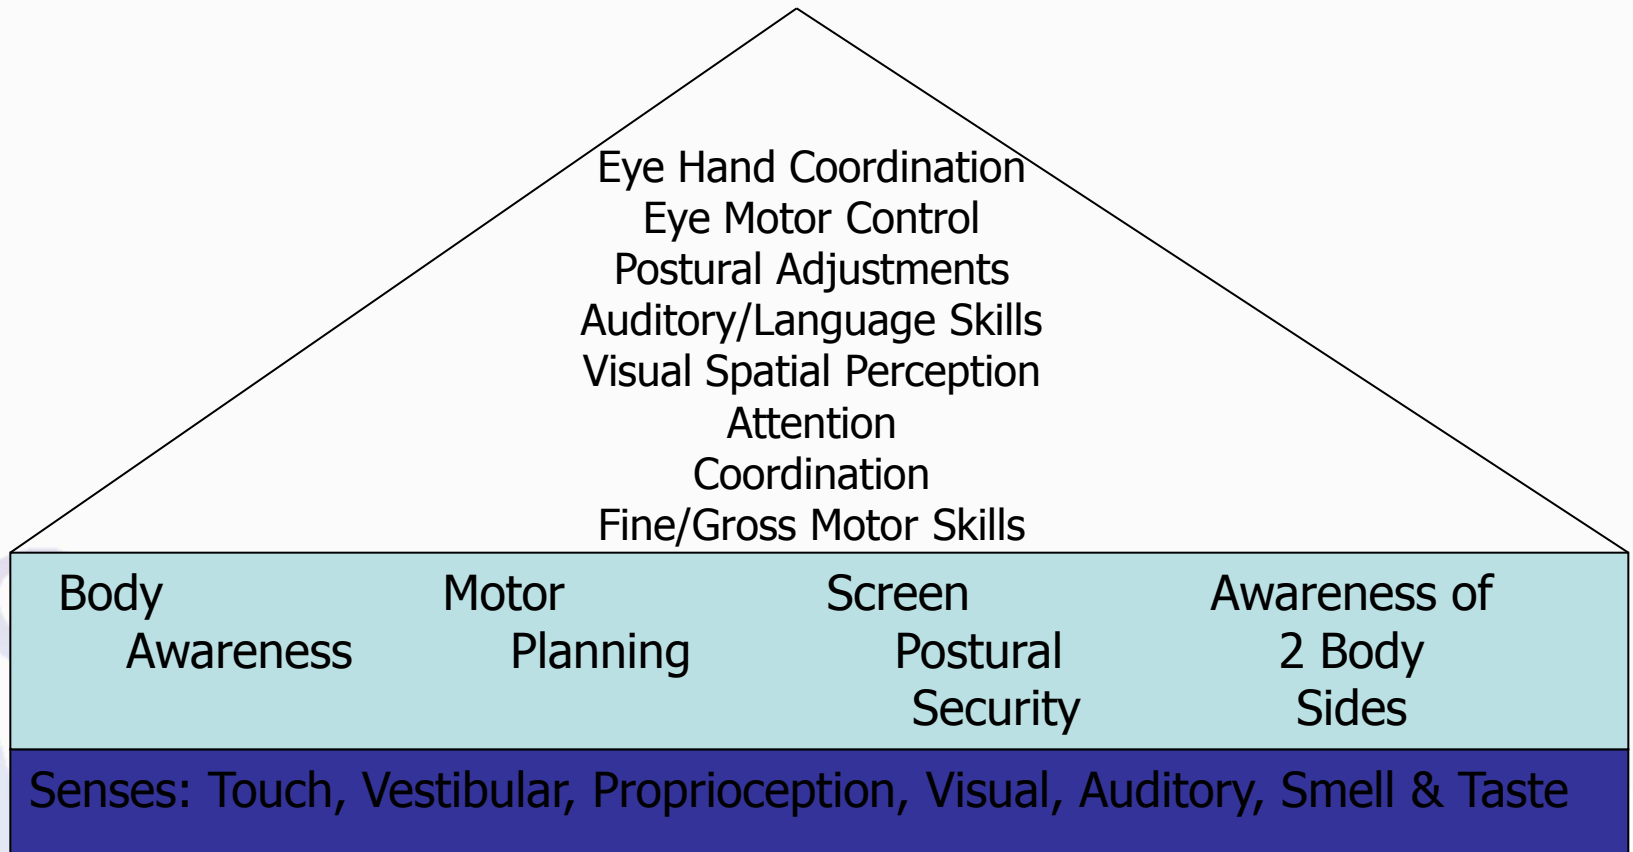 Eye Hand Coordination
Eye Motor Control
Postural Adjustments
Auditory/Language Skills
Visual Spatial Perception
Attention
Coordination
Fine/Gross Motor Skills
Body Motor Screen Awareness of
Awareness Planning Postural 2 Body
Security Sides
Senses: Touch, Vestibular, Proprioception, Visual, Auditory, Smell & Taste